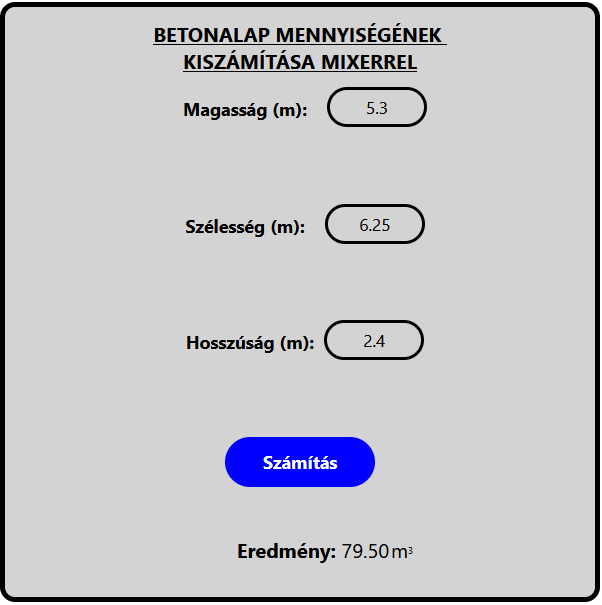 BETONALAP MENNYISÉGÉNEK
KISZÁMÍTÁSA MIXERREL
Magasság (m): 5.3
Szélesség (m): 6.25
Hosszúság (m): 2.4
Számítás
Eredmény: 79.50 m³